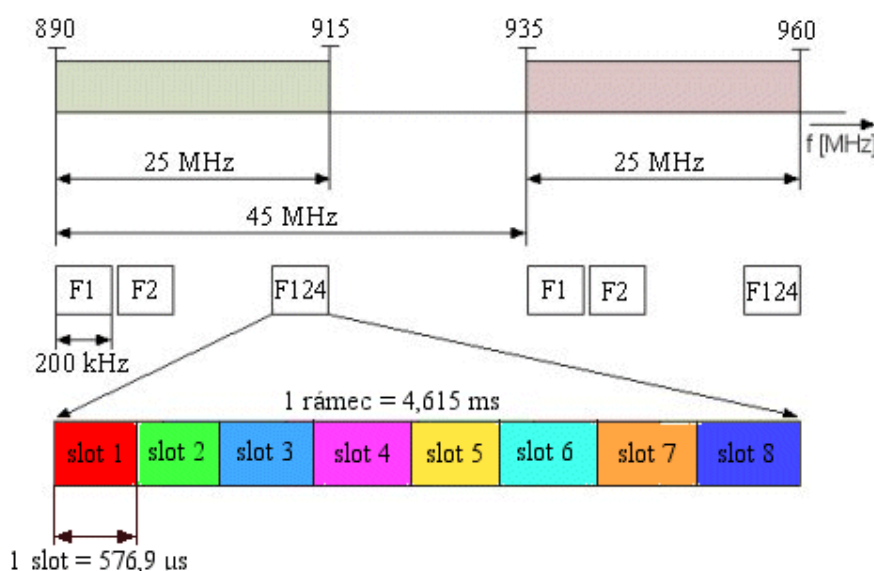 890 915 935 960
f [MHz]
25 MHz 25 MHz
45 MHz
F1 F2 F124 F1 F2 F124
200 kHz
1 rámec = 4,615 ms
slot 1 slot 2 slot 3 slot 4 slot 5 slot 6 slot 7 slot 8
1 slot = 576,9 µs